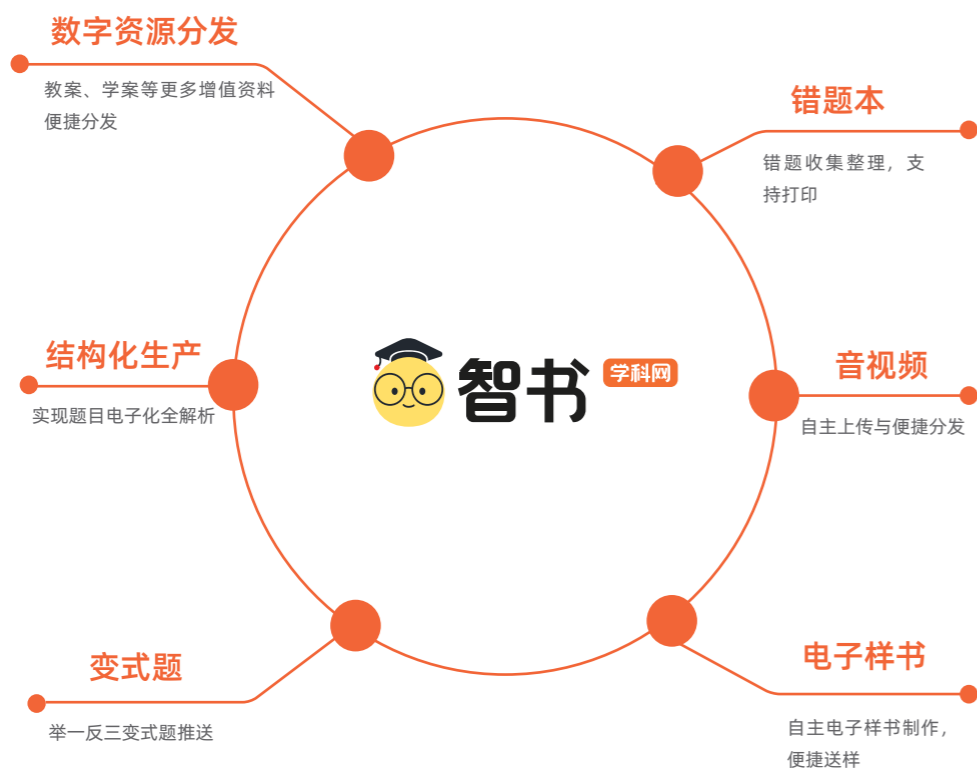 数字资源分发
教案、学案等更多增值资料
便捷分发
错题本
错题收集整理，支
持打印
结构化生产
实现题目电子化全解析
智书
学科网
音视频
自主上传与便捷分发
变式题
举一反三变式题推送
电子样书
自主电子样书制作，
便捷送样